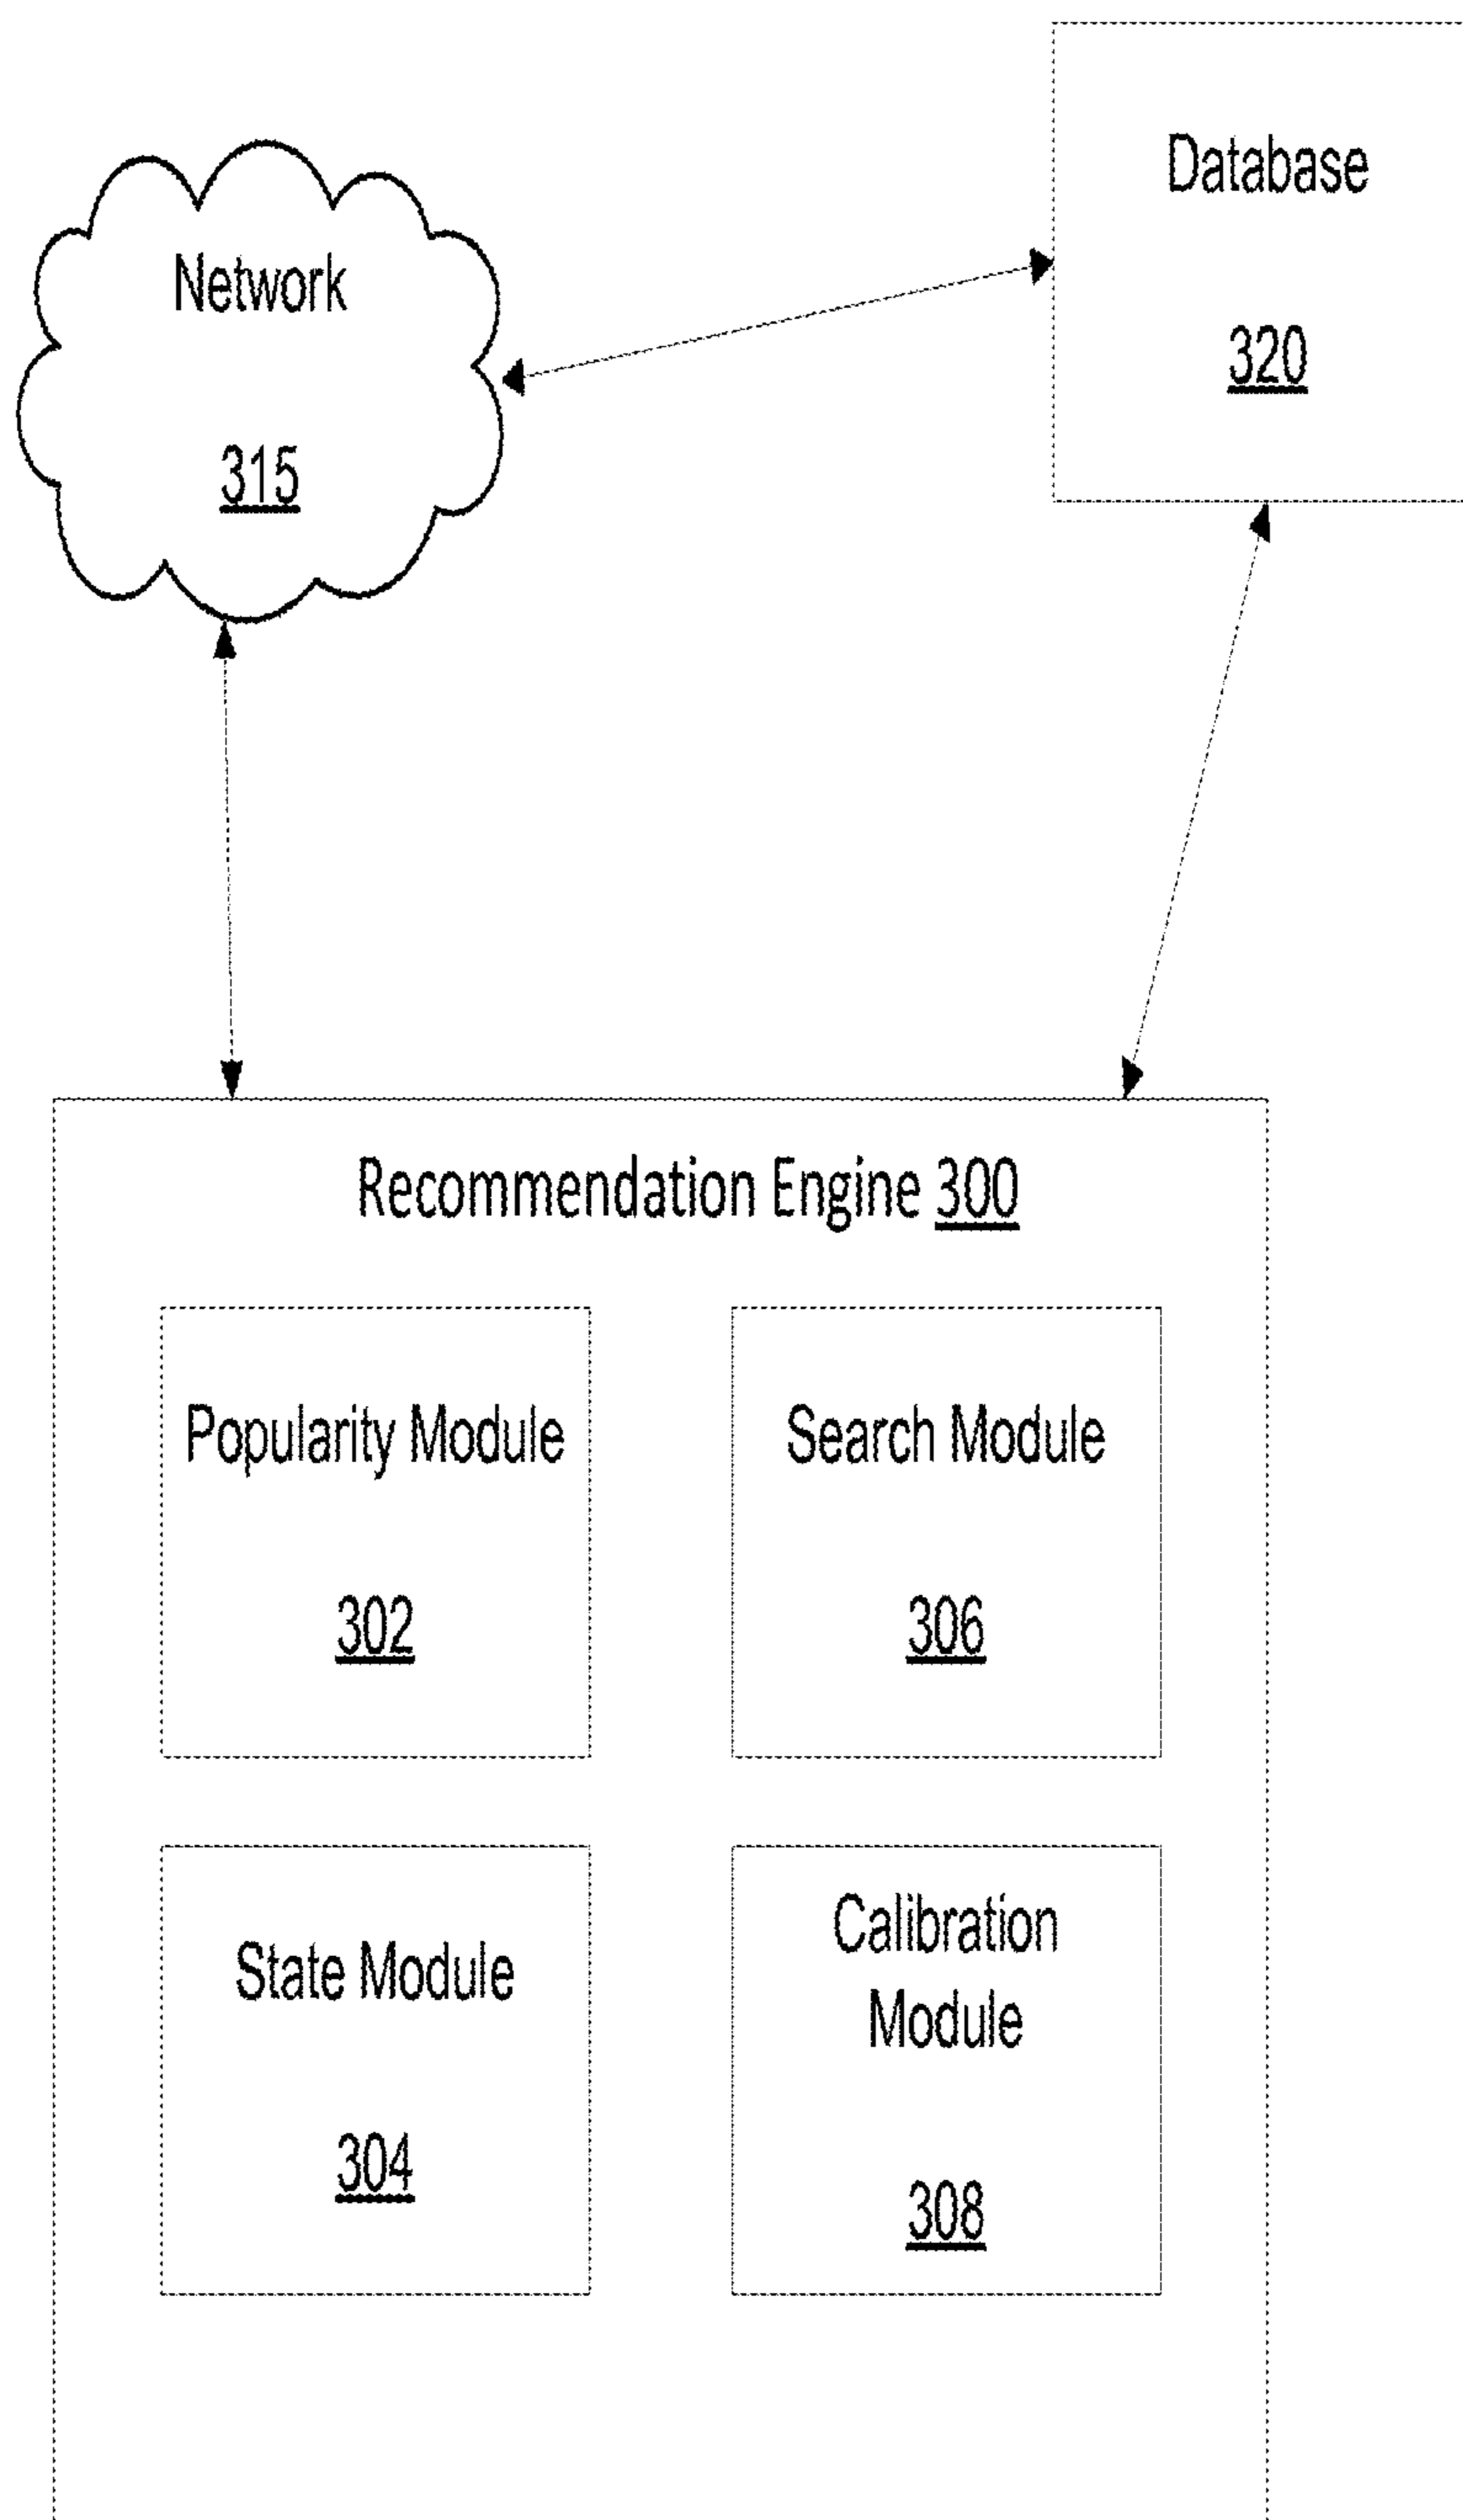 Database
320
Network
315
Recommendation Engine 300
Popularity Module
302
Search Module
306
State Module
304
Calibration
Module
308